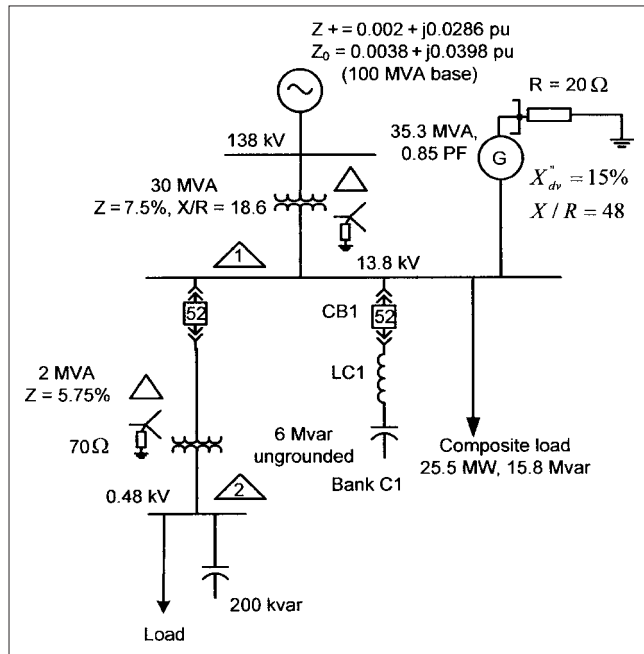 Z + = 0.002 + j0.0286 pu
Z₀ = 0.0038 + j0.0398 pu
(100 MVA base)
R = 20 Ω
138 kV
35.3 MVA,
0.85 PF
G
X"dv = 15%
X / R = 48
30 MVA
Z = 7.5%, X/R = 18.6
1
13.8 kV
52
CB1
52
LC1
2 MVA
Z = 5.75%
70Ω
6 Mvar
ungrounded
Bank C1
Composite load
25.5 MW, 15.8 Mvar
0.48 kV
2
200 kvar
Load